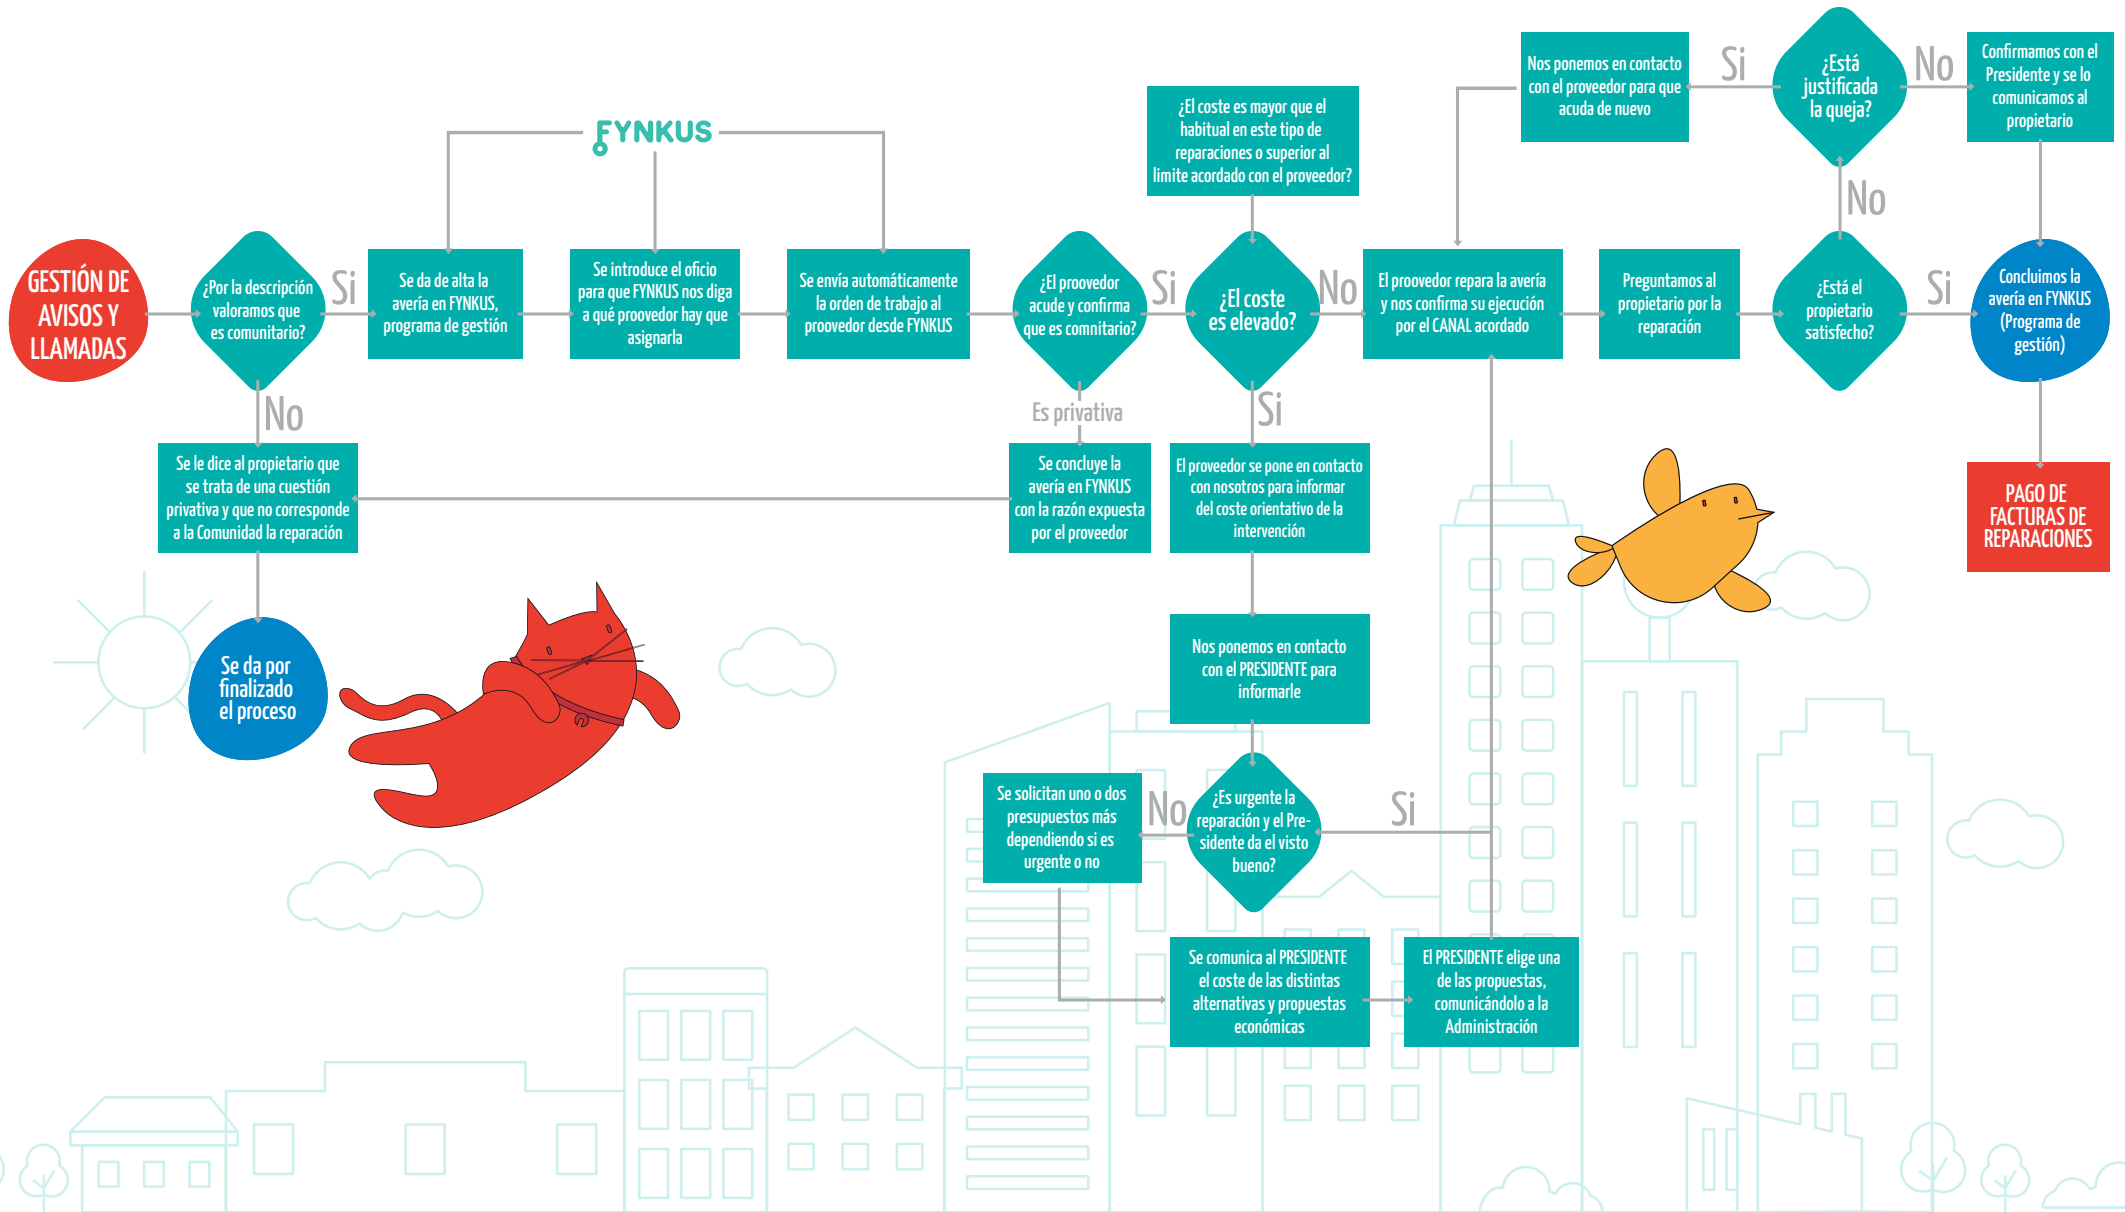 GESTIÓN DE
AVISOS Y
LLAMADAS
¿Por la descripción
valoramos que
es comunitario?
Si
No
Se le dice al propietario que
se trata de una cuestión
privativa y que no corresponde
a la Comunidad la reparación
Se da por
finalizado
el proceso
FYNKUS
Se da de alta la
avería en FYNKUS,
programa de gestión
Se introduce el oficio
para que FYNKUS nos diga
a qué proovedor hay que
asignarla
Se envía automáticamente
la orden de trabajo al
proovedor desde FYNKUS
¿El proovedor
acude y confirma
que es comnitario?
Si
Es privativa
Se concluye la
avería en FYNKUS
con la razón expuesta
por el proveedor
¿El coste es mayor que el
habitual en este tipo de
reparaciones o superior al
limite acordado con el proveedor?
¿El coste
es elevado?
No
Si
El proveedor se pone en contacto
con nosotros para informar
del coste orientativo de la
intervención
Nos ponemos en contacto
con el PRESIDENTE para
informarle
¿Es urgente la
reparación y el Pre-
sidente da el visto
bueno?
No
Si
Se solicitan uno o dos
presupuestos más
dependiendo si es
urgente o no
Se comunica al PRESIDENTE
el coste de las distintas
alternativas y propuestas
económicas
El PRESIDENTE elige una
de las propuestas,
comunicándolo a la
Administración
El proovedor repara la avería
y nos confirma su ejecución
por el CANAL acordado
Preguntamos al
propietario por la
reparación
¿Está el
propietario
satisfecho?
No
Si
¿Está
justificada
la queja?
Si
No
Nos ponemos en contacto
con el proveedor para que
acuda de nuevo
Confirmamos con el
Presidente y se lo
comunicamos al
propietario
Concluimos la
avería en FYNKUS
(Programa de
gestión)
PAGO DE
FACTURAS DE
REPARACIONES